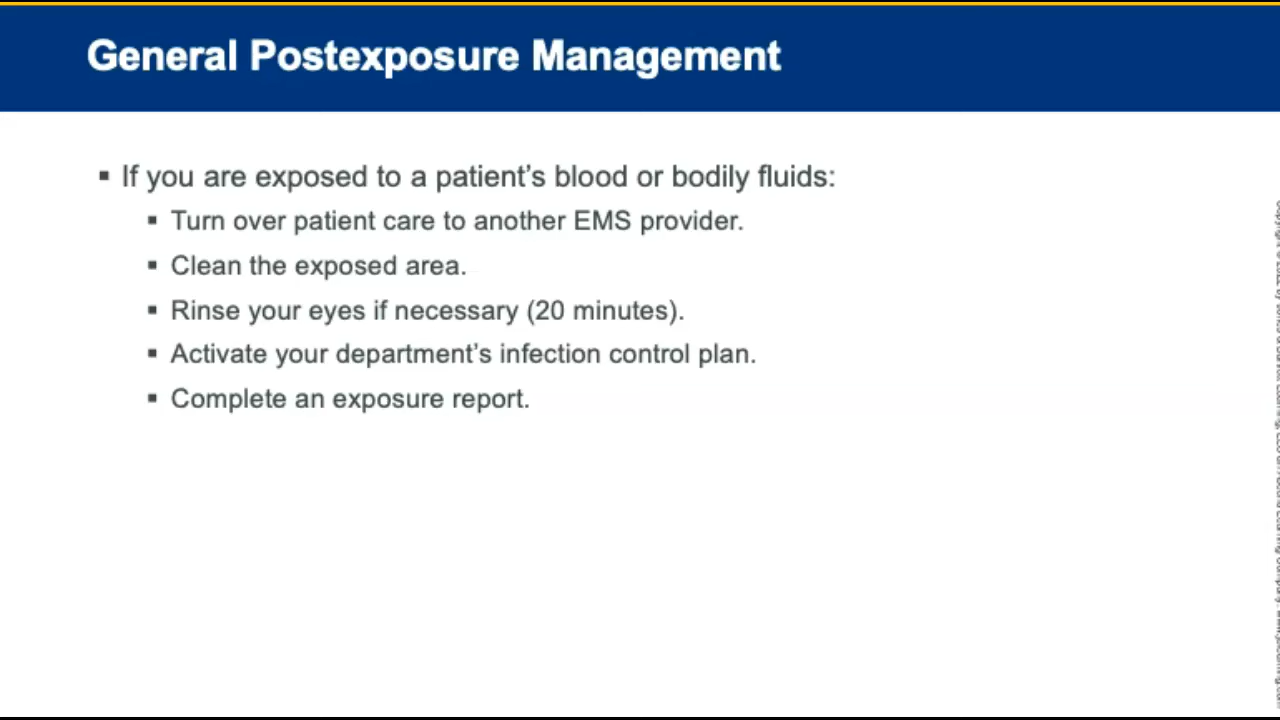 General Postexposure Management
▪ If you are exposed to a patient’s blood or bodily fluids:
▪ Turn over patient care to another EMS provider.
▪ Clean the exposed area.
▪ Rinse your eyes if necessary (20 minutes).
▪ Activate your department’s infection control plan.
▪ Complete an exposure report.